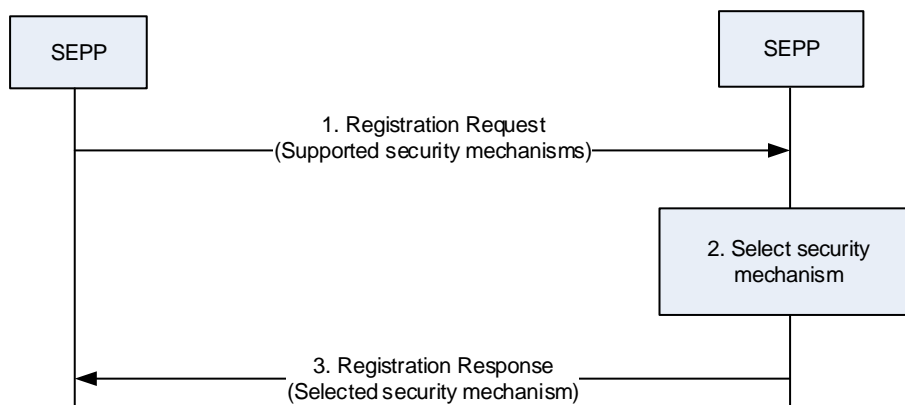 SEPP
SEPP
1. Registration Request
(Supported security mechanisms)
2. Select security
mechanism
3. Registration Response
(Selected security mechanism)